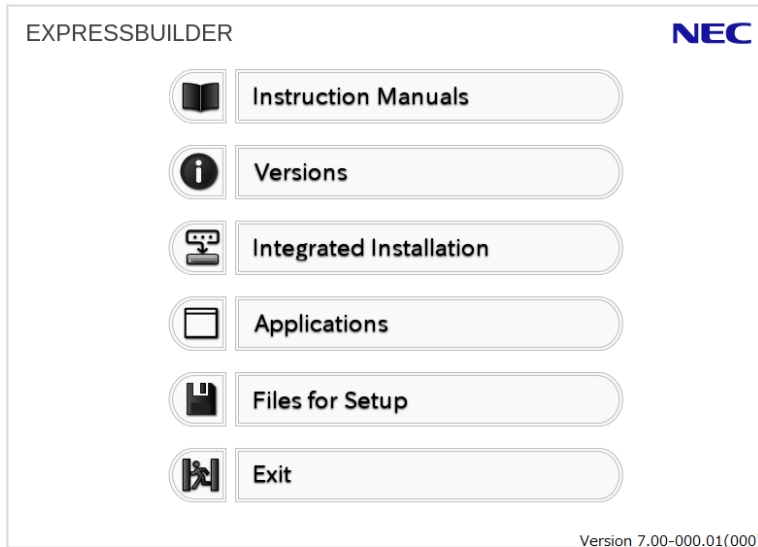 EXPRESSBUILDER
NEC
Instruction Manuals
Versions
Integrated Installation
Applications
Files for Setup
Exit
Version 7.00-000.01(000